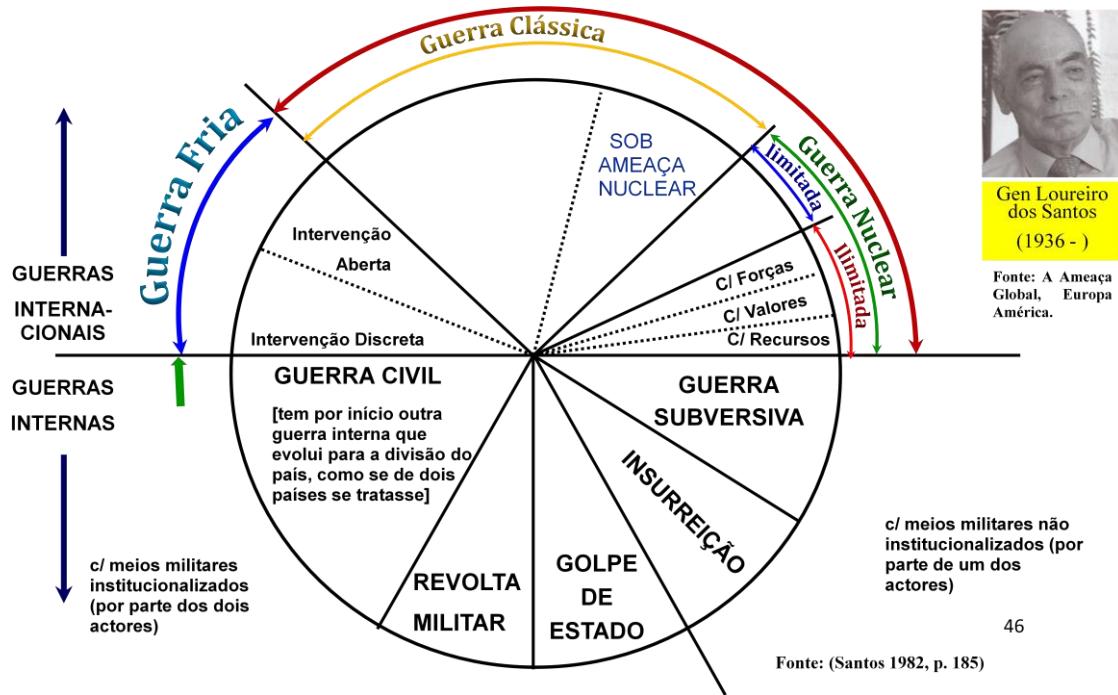 Guerra Clássica
Guerra Fria
Guerra Nuclear
limitada
Ilimitada
SOB
AMEAÇA
NUCLEAR
Gen Loureiro
dos Santos
(1936 - )
Fonte: A Ameaça
Global, Europa
América.
GUERRAS
INTERNA-
CIONAIS
Intervenção
Aberta
Intervenção Discreta
C/ Forças
C/ Valores
C/ Recursos
GUERRAS
INTERNAS
GUERRA CIVIL
[tem por início outra
guerra interna que
evolui para a divisão do
país, como se de dois
países se tratasse]
GUERRA
SUBVERSIVA
INSURREIÇÃO
GOLPE
DE
ESTADO
REVOLTA
MILITAR
c/ meios militares
institucionalizados
(por parte dos dois
actores)
c/ meios militares não
institucionalizados (por
parte de um dos
actores)
46
Fonte: (Santos 1982, p. 185)